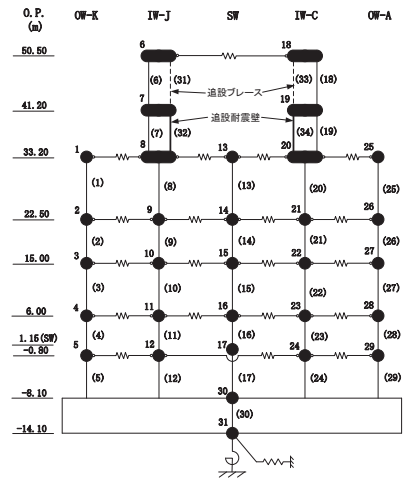 O.P.
(m)
OW-K IW-J SW IW-C OW-A
6 18
50.50
(6) (31) (33) (18)
追設ブレース
41.20 7 19
追設耐震壁
(7) (32) (34) (19)
33.20 1 8 13 20 25
(1) (8) (13) (20) (25)
22.50 2 9 14 21 26
(2) (9) (14) (21) (26)
15.00 3 10 15 22 27
(3) (10) (15) (22) (27)
6.00 4 11 16 23 28
(4) (11) (16) (23) (28)
1.15(SW)
-0.80 5 12 17 24 29
(5) (12) (17) (24) (29)
-8.10 30
(30)
-14.10 31